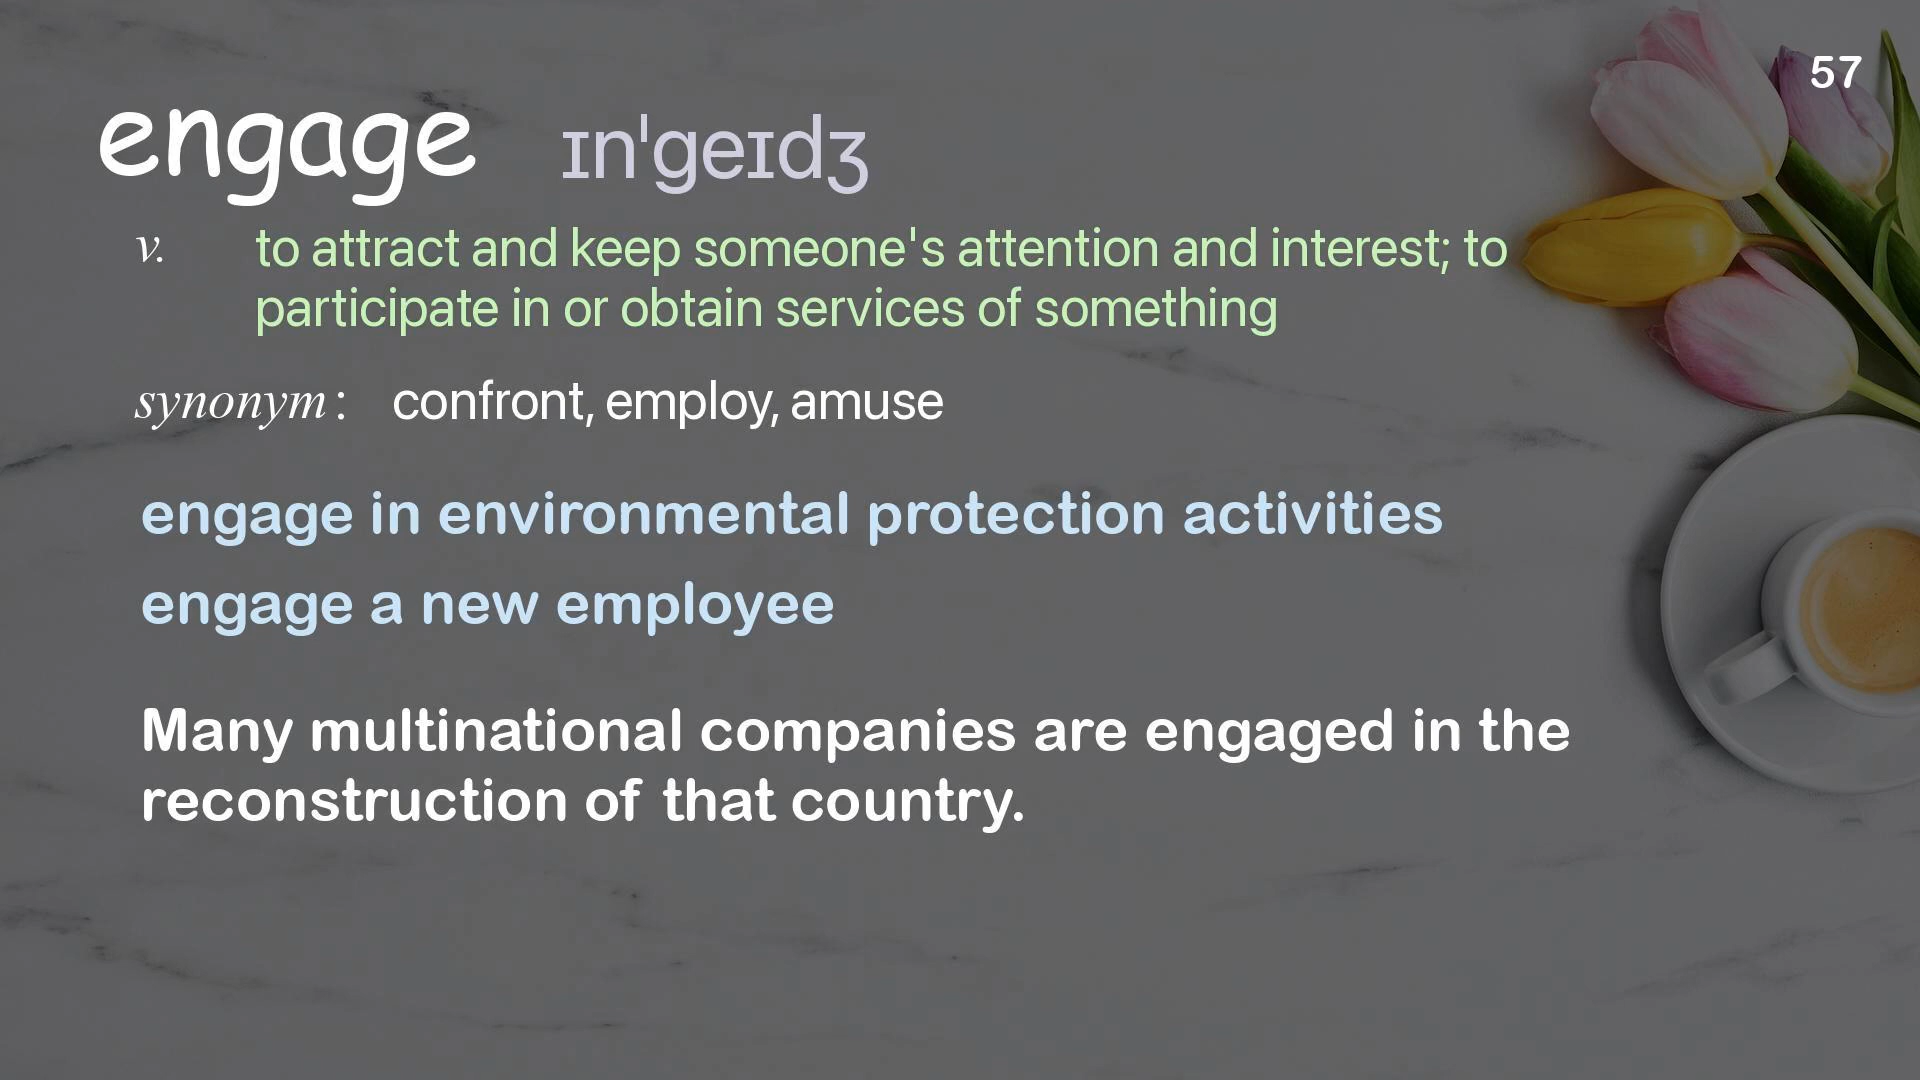 57
engage ɪnˈgeɪdʒ
v. to attract and keep someone's attention and interest; to
participate in or obtain services of something
synonym: confront, employ, amuse
engage in environmental protection activities
engage a new employee
Many multinational companies are engaged in the
reconstruction of that country.